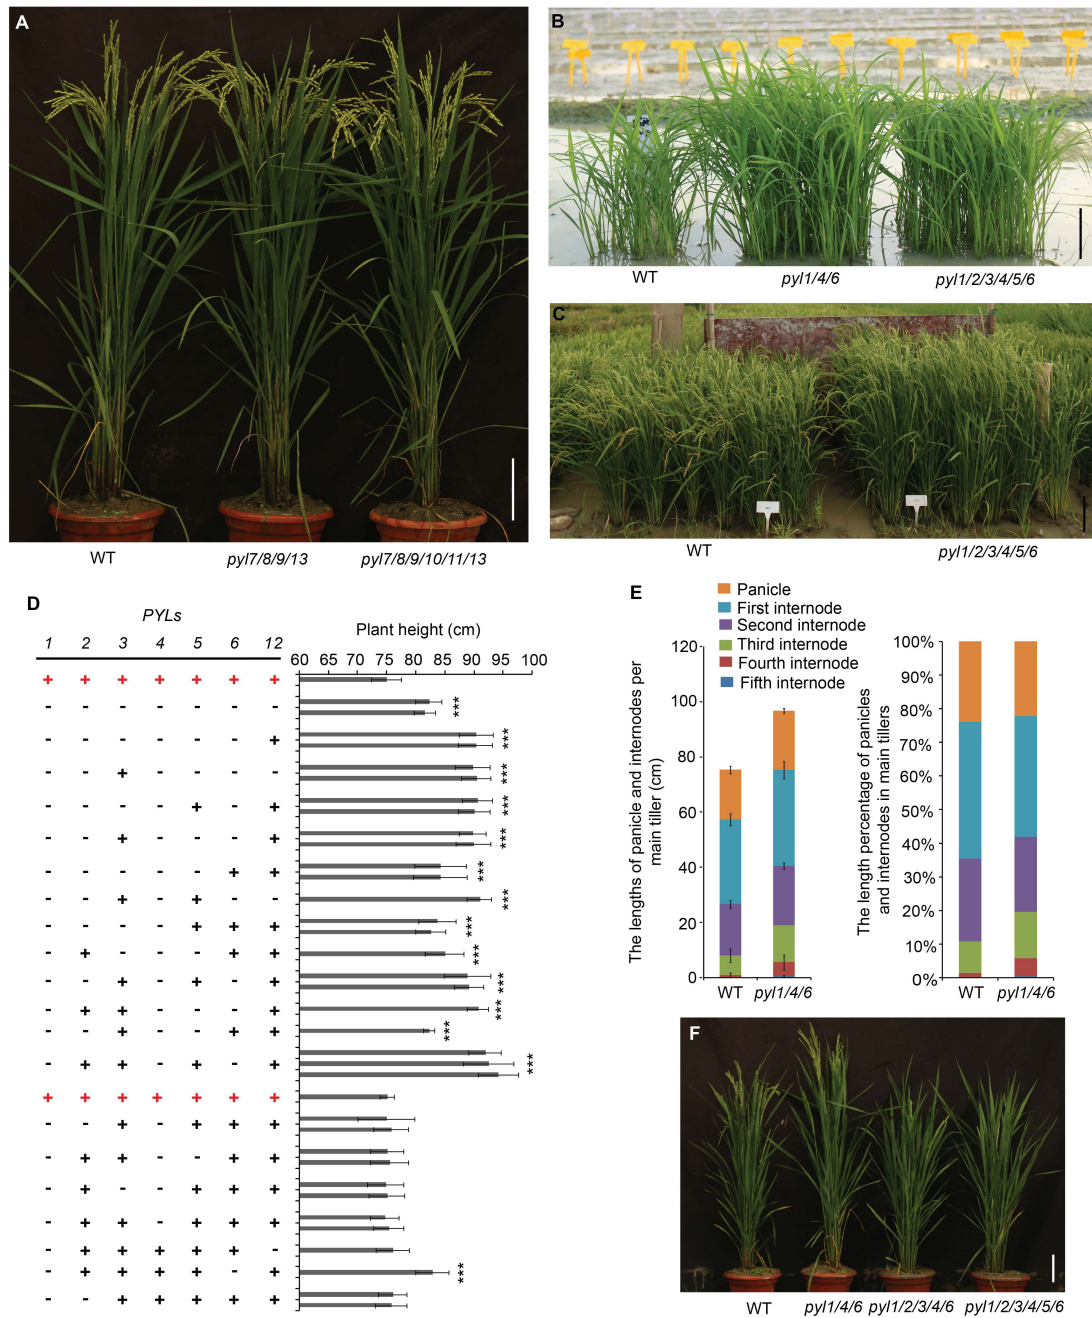 A
WT
pyl7/8/9/13
pyl7/8/9/10/11/13
B
WT
pyl1/4/6
pyl1/2/3/4/5/6
C
WT
pyl1/2/3/4/5/6
D
PYLs
1 2 3 4 5 6 12
Plant height (cm)
60 65 70 75 80 85 90 95 100
+ + + + + + +
- - - - - - - ***
- - - - - - + ***
- - + - - - - ***
- - - - + - + ***
- - + - - - + ***
- - - - - + + ***
- - + - + - - ***
- - - - + + + ***
- + - - - + + ***
- - + - + - + ***
- + + - - - + ***
- - + - - + + ***
- + + - + - + ***
+ + + + + + +
- - + - + + +
- + + - - + +
- + - - + + +
- + + - + + +
- + + + + + -
- + + + + - + ***
- - + + + + +
E
Panicle
First internode
Second internode
Third internode
Fourth internode
Fifth internode
The lengths of panicle and internodes per
main tiller (cm)
120
100
80
60
40
20
0
WT pyl1/4/6
The length percentage of panicles
and internodes in main tillers
100%
90%
80%
70%
60%
50%
40%
30%
20%
10%
0%
WT pyl1/4/6
F
WT
pyl1/4/6
pyl1/2/3/4/6
pyl1/2/3/4/5/6